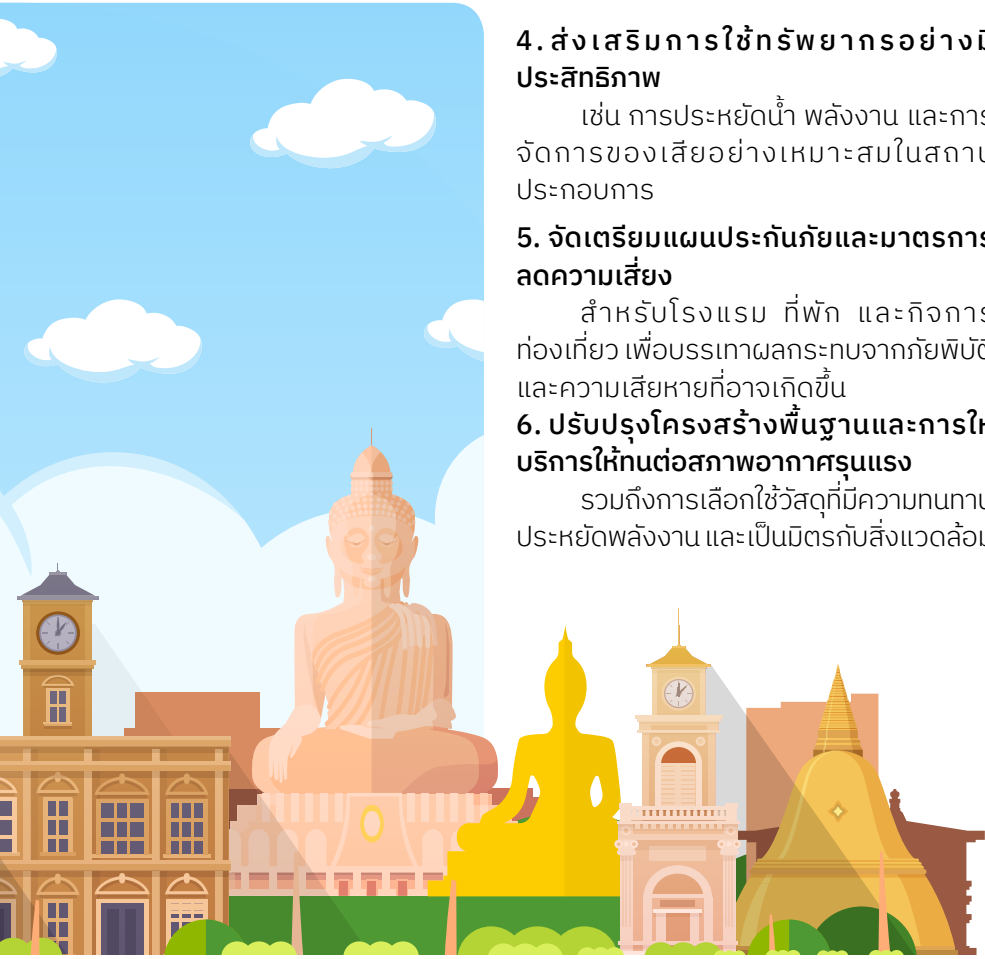 4. ส่งเสริมการใช้ทรัพยากรอย่างมี
ประสิทธิภาพ
เช่น การประหยัดน้ำ พลังงาน และการ
จัดการของเสียอย่างเหมาะสมในสถาน
ประกอบการ
5. จัดเตรียมแผนประกันภัยและมาตรการ
ลดความเสี่ยง
สำหรับโรงแรม ที่พัก และกิจการ
ท่องเที่ยว เพื่อบรรเทาผลกระทบจากภัยพิบัติ
และความเสียหายที่อาจเกิดขึ้น
6. ปรับปรุงโครงสร้างพื้นฐานและการให้
บริการให้ทนต่อสภาพอากาศรุนแรง
รวมถึงการเลือกใช้วัสดุที่มีความทนทาน
ประหยัดพลังงาน และเป็นมิตรกับสิ่งแวดล้อม